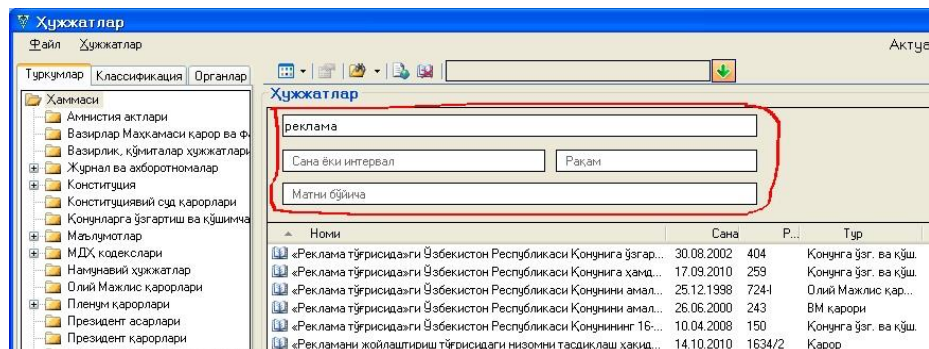 Ҳужжатлар
Файл Ҳужжатлар Актуа
Туркумлар Классификация Органлар
Ҳужжатлар
Ҳаммаси
Амнистия актлари
Вазирлар Маҳкамаси қарор ва ф
Вазирлик, қўмиталар ҳужжатлари
Журнал ва ахборотномалар
Конституция
Конституциявий суд қарорлари
Қонунларга ўзгартиш ва қўшимча
Маълумотлар
МДҲ кодекслари
Намунавий ҳужжатлар
Олий Мажлис қарорлари
Пленум қарорлари
Президент асарлари
Президент қарорлари
реклама
Сана ёки интервал Рақам
Матни бўйича
Номи Сана Р... Тур
«Реклама тўғрисида»ги Ўзбекистон Республикаси Қонунига ўзгар... 30.08.2002 404 Қонунга ўзг. ва қўш.
«Реклама тўғрисида»ги Ўзбекистон Республикаси Қонунига ҳамд... 17.09.2010 259 Қонунга ўзг. ва қўш.
«Реклама тўғрисида»ги Ўзбекистон Республикаси Қонунини амал... 25.12.1998 724-I Олий Мажлис қар...
«Реклама тўғрисида»ги Ўзбекистон Республикаси Қонунини амал... 26.06.2000 243 ВМ қарори
«Реклама тўғрисида»ги Ўзбекистон Республикаси Қонунининг 16-... 10.04.2008 150 Қонунга ўзг. ва қўш.
«Рекламани жойлаштириш тўғрисидаги низомни тасдиқлаш ҳақид... 14.10.2010 1634/2 Қарор